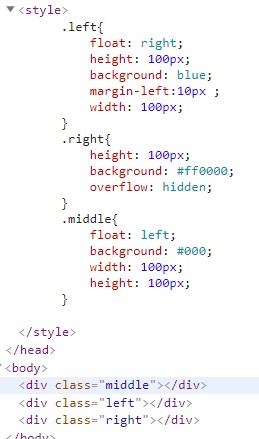 <style>
.left{
float: right;
height: 100px;
background: blue;
margin-left:10px ;
width: 100px;
}
.right{
height: 100px;
background: #ff0000;
overflow: hidden;
}
.middle{
float: left;
background: #000;
width: 100px;
height: 100px;
}
</style>
</head>
<body>
<div class="middle"></div>
<div class="left"></div>
<div class="right"></div>
</body>